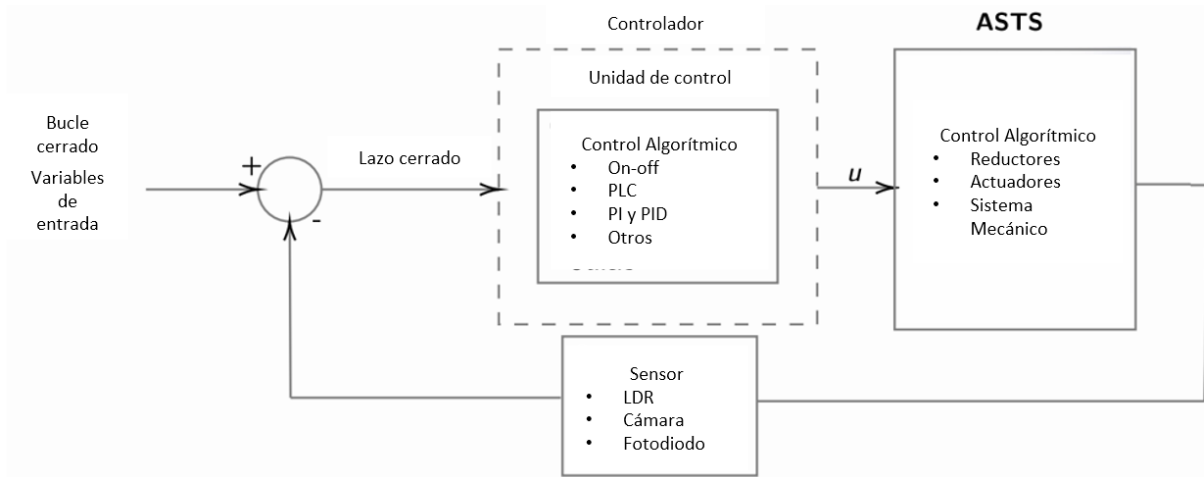 Controlador
ASTS
Unidad de control
Bucle
cerrado
Variables
de
entrada
+
-
Lazo cerrado
Control Algorítmico
• On-off
• PLC
• PI y PID
• Otros
u
Control Algorítmico
• Reductores
• Actuadores
• Sistema
Mecánico
Sensor
• LDR
• Cámara
• Fotodiodo